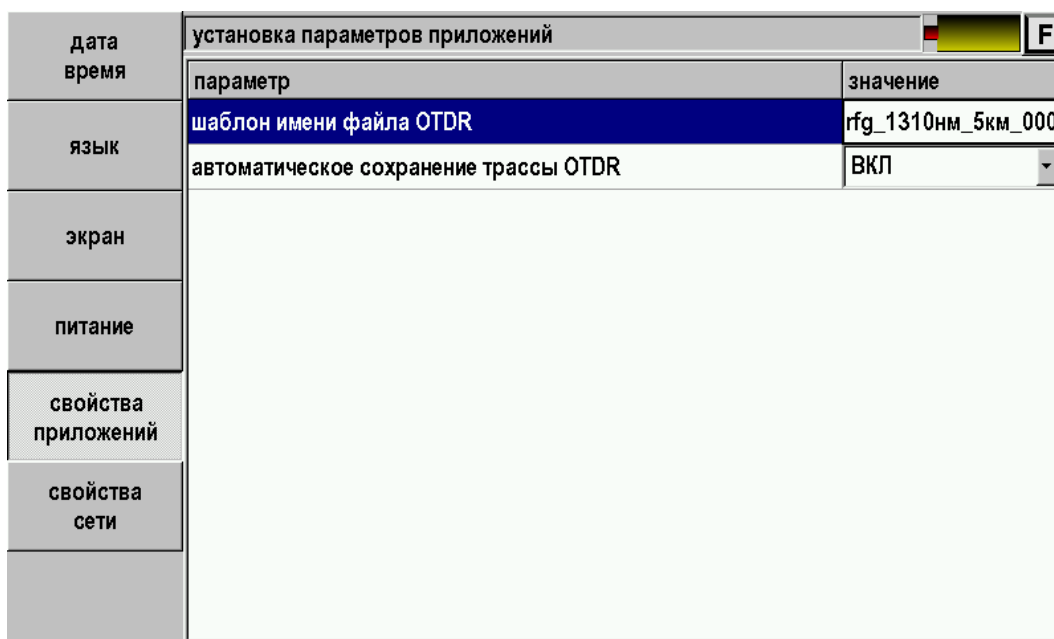 дата
время
язык
экран
питание
свойства
приложений
свойства
сети
установка параметров приложений
F
параметр
значение
шаблон имени файла OTDR
rfg_1310нм_5км_000
автоматическое сохранение трассы OTDR
ВКЛ